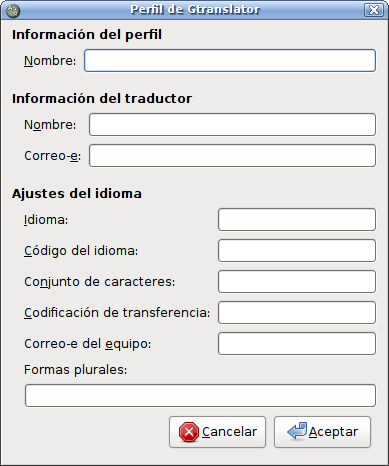 Perfil de Gtranslator
Información del perfil
Nombre:
Información del traductor
Nombre:
Correo-e:
Ajustes del idioma
Idioma:
Código del idioma:
Conjunto de caracteres:
Codificación de transferencia:
Correo-e del equipo:
Formas plurales:
Cancelar Aceptar